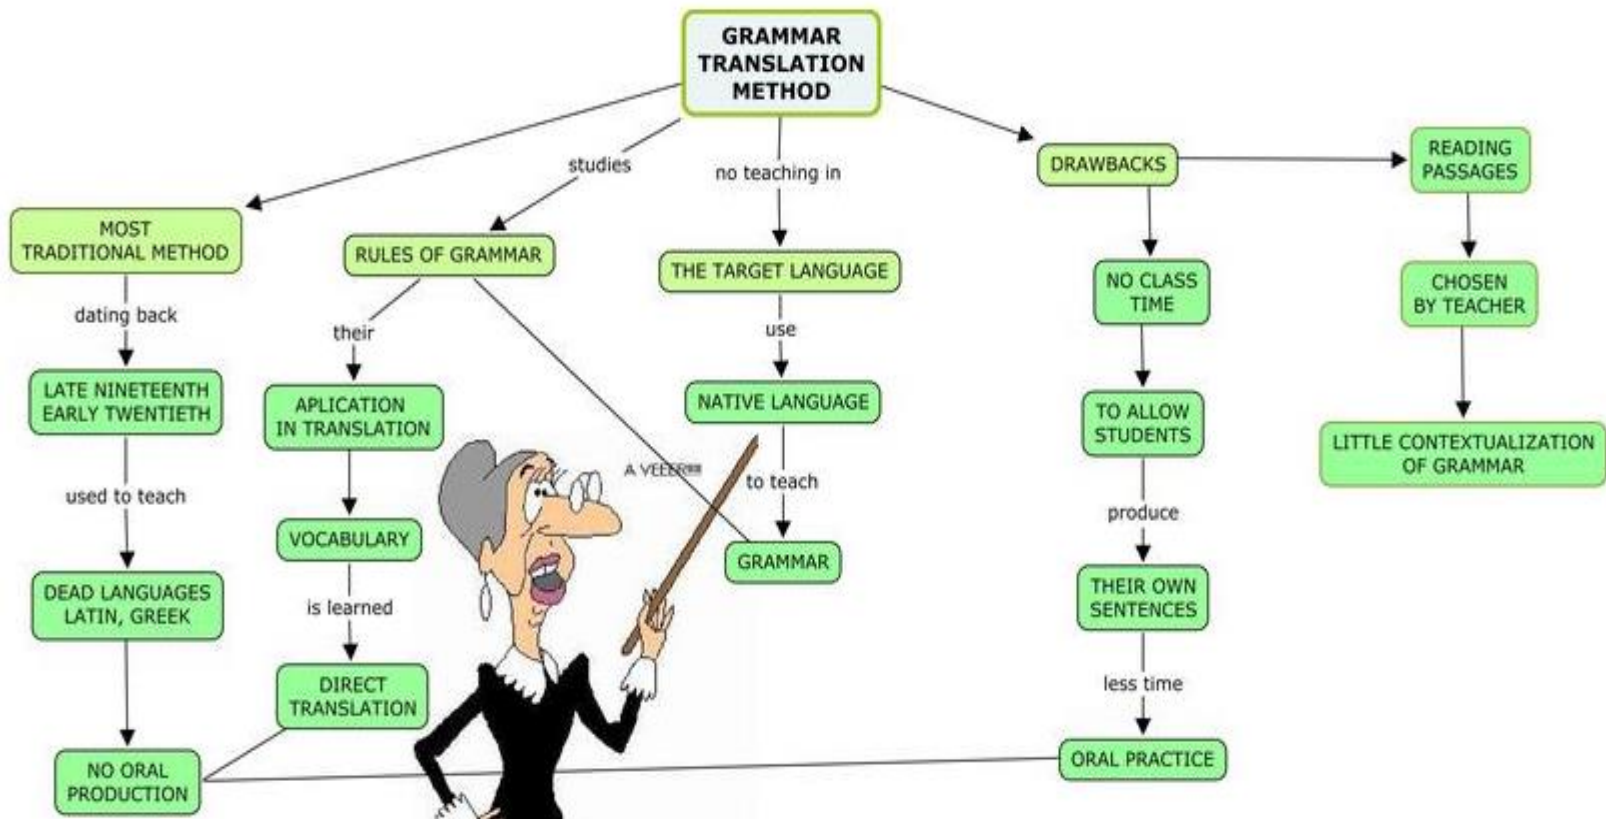 GRAMMAR
TRANSLATION
METHOD
studies
no teaching in
DRAWBACKS
READING
PASSAGES
MOST
TRADITIONAL METHOD
RULES OF GRAMMAR
THE TARGET LANGUAGE
NO CLASS
TIME
CHOSEN
BY TEACHER
dating back
their
use
LATE NINETEENTH
EARLY TWENTIETH
APLICATION
IN TRANSLATION
NATIVE LANGUAGE
TO ALLOW
STUDENTS
LITTLE CONTEXTUALIZATION
OF GRAMMAR
used to teach
to teach
produce
VOCABULARY
GRAMMAR
DEAD LANGUAGES
LATIN, GREEK
is learned
THEIR OWN
SENTENCES
DIRECT
TRANSLATION
less time
NO ORAL
PRODUCTION
ORAL PRACTICE